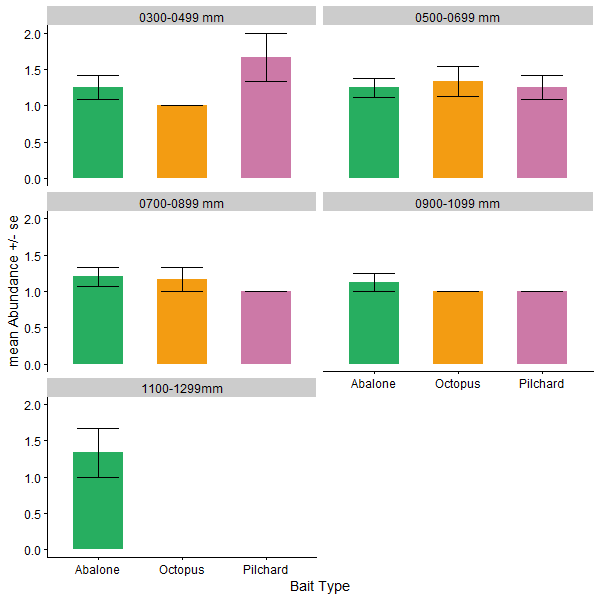 0300-0499 mm
0500-0699 mm
2.0
1.5
1.0
0.5
0.0
0700-0899 mm
0900-1099 mm
2.0
1.5
1.0
0.5
0.0
Abalone Octopus Pilchard
1100-1299mm
2.0
1.5
1.0
0.5
0.0
Abalone Octopus Pilchard
Bait Type
mean Abundance +/- se